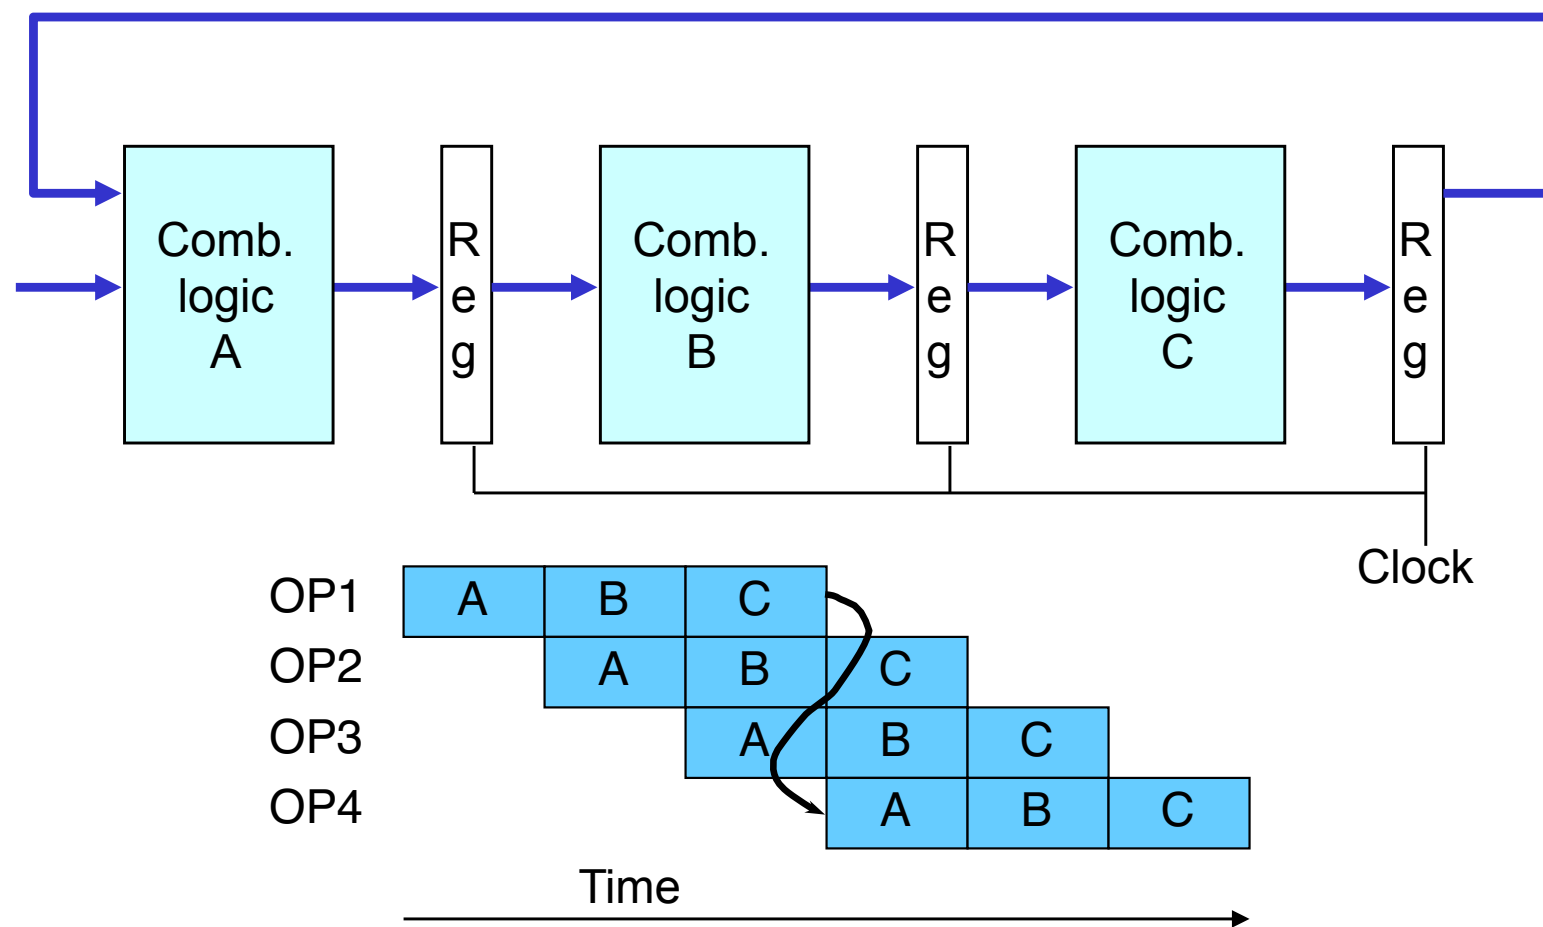 Comb.
logic
A
R
e
g
Comb.
logic
B
R
e
g
Comb.
logic
C
R
e
g
Clock
OP1 A B C
OP2 A B C
OP3 A B C
OP4 A B C
Time